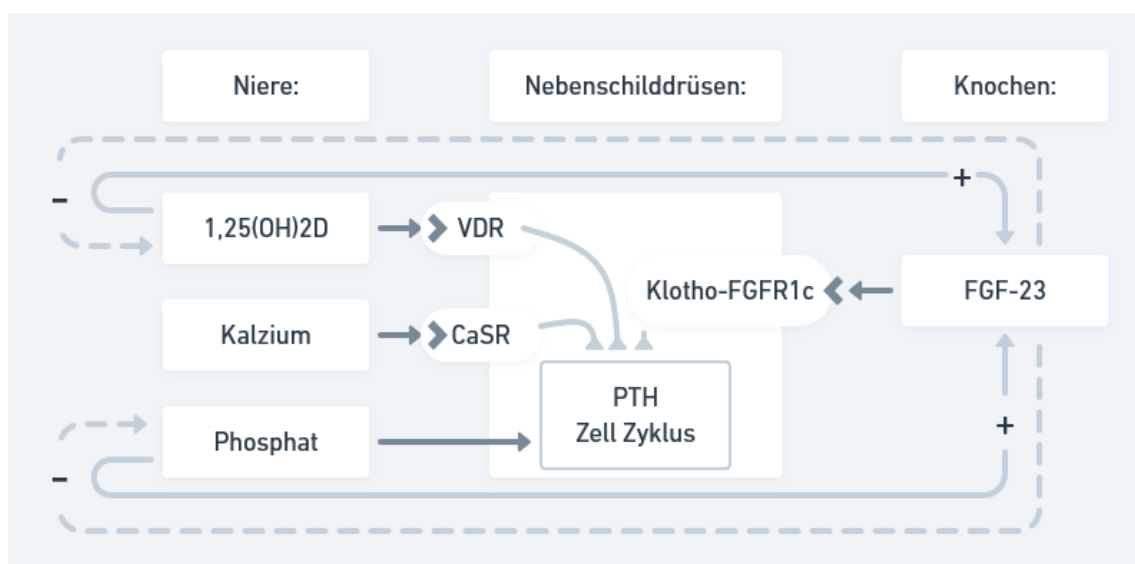 Niere:
Nebenschilddrüsen:
Knochen:
+
-
1,25(OH)2D
VDR
Klotho-FGFR1c
FGF-23
Kalzium
CaSR
PTH
Zell Zyklus
Phosphat
+
-